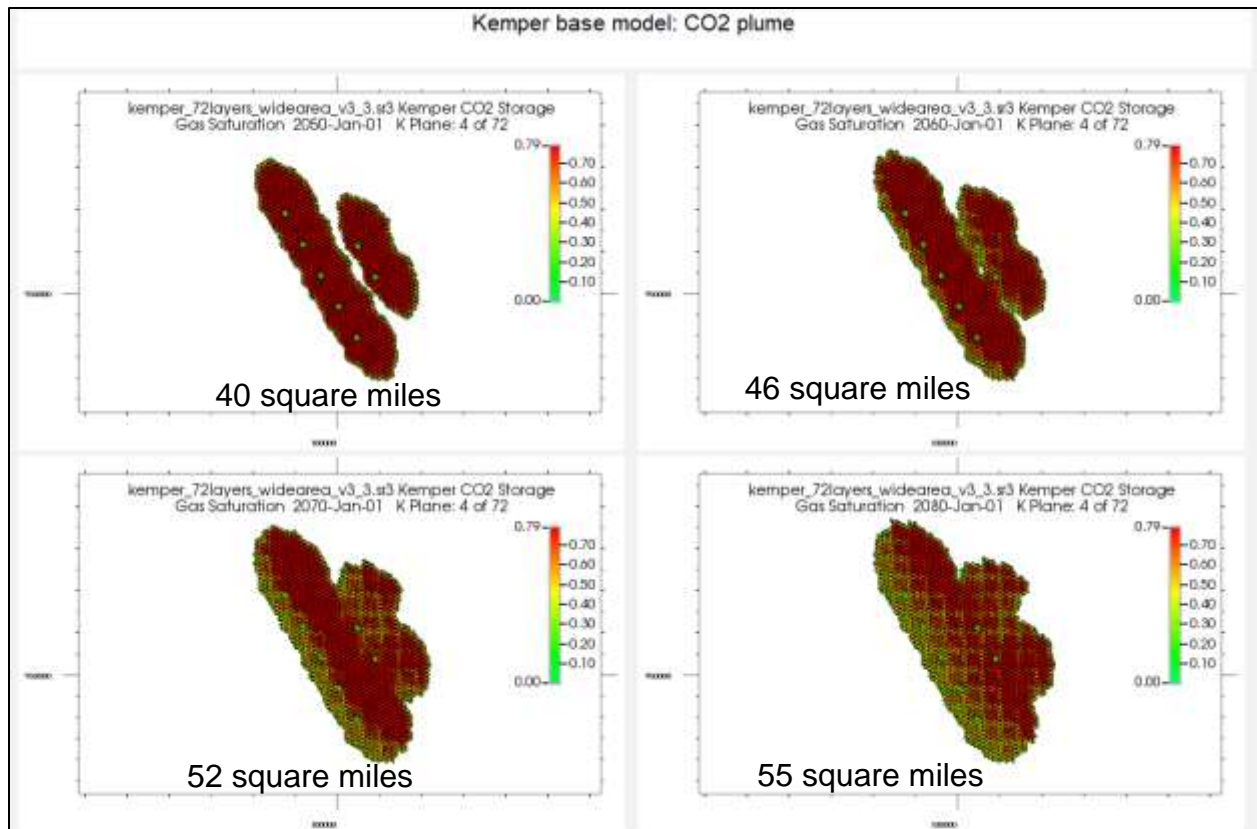 Kemper base model: CO2 plume
kemper_72layers_widearea_v3_3.sr3 Kemper CO2 Storage
Gas Saturation 2050-Jan-01 K Plane: 4 of 72
0.79
0.70
0.60
0.50
0.40
0.30
0.20
0.10
0.00
40 square miles
kemper_72layers_widearea_v3_3.sr3 Kemper CO2 Storage
Gas Saturation 2060-Jan-01 K Plane: 4 of 72
0.79
0.70
0.60
0.50
0.40
0.30
0.20
0.10
0.00
46 square miles
kemper_72layers_widearea_v3_3.sr3 Kemper CO2 Storage
Gas Saturation 2070-Jan-01 K Plane: 4 of 72
0.79
0.70
0.60
0.50
0.40
0.30
0.20
0.10
0.00
52 square miles
kemper_72layers_widearea_v3_3.sr3 Kemper CO2 Storage
Gas Saturation 2080-Jan-01 K Plane: 4 of 72
0.79
0.70
0.60
0.50
0.40
0.30
0.20
0.10
0.00
55 square miles